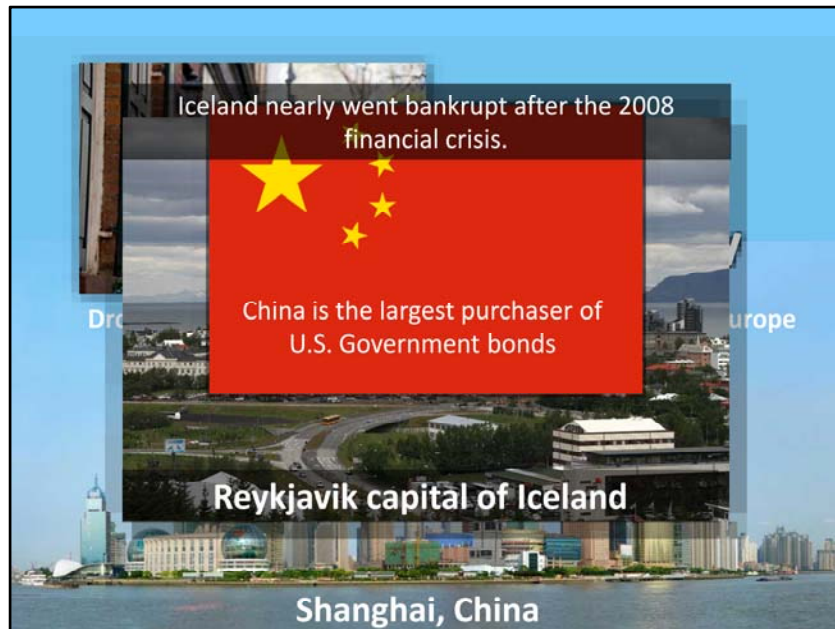 Iceland nearly went bankrupt after the 2008
financial crisis.
China is the largest purchaser of
U.S. Government bonds
Reykjavik capital of Iceland
Shanghai, China